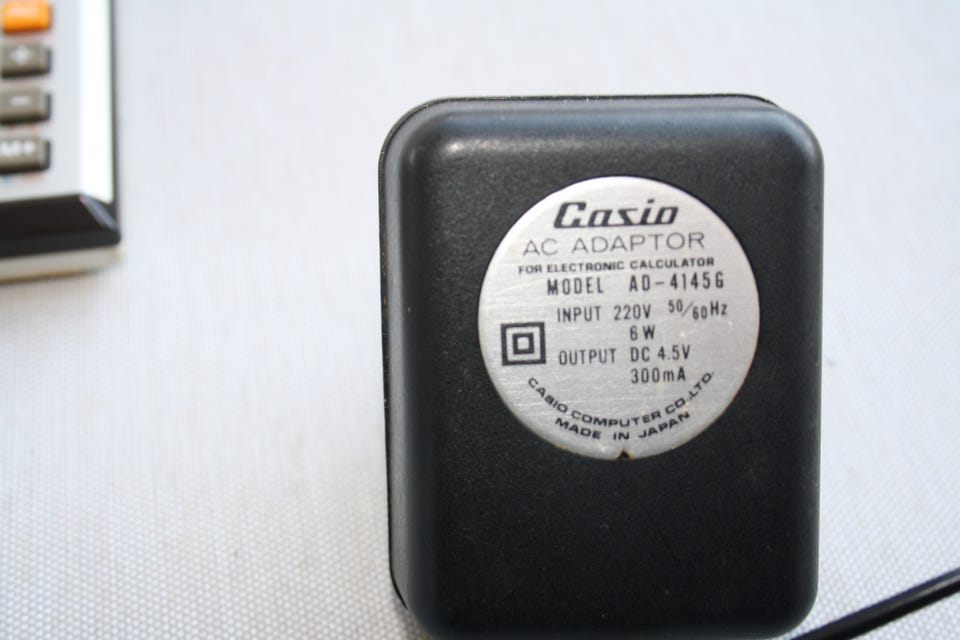 Casio
AC ADAPTOR
FOR ELECTRONIC CALCULATOR
MODEL AD-4145G
INPUT 220V 50/60Hz
6W
OUTPUT DC 4.5V
300mA
CASIO COMPUTER CO.,LTD.
MADE IN JAPAN